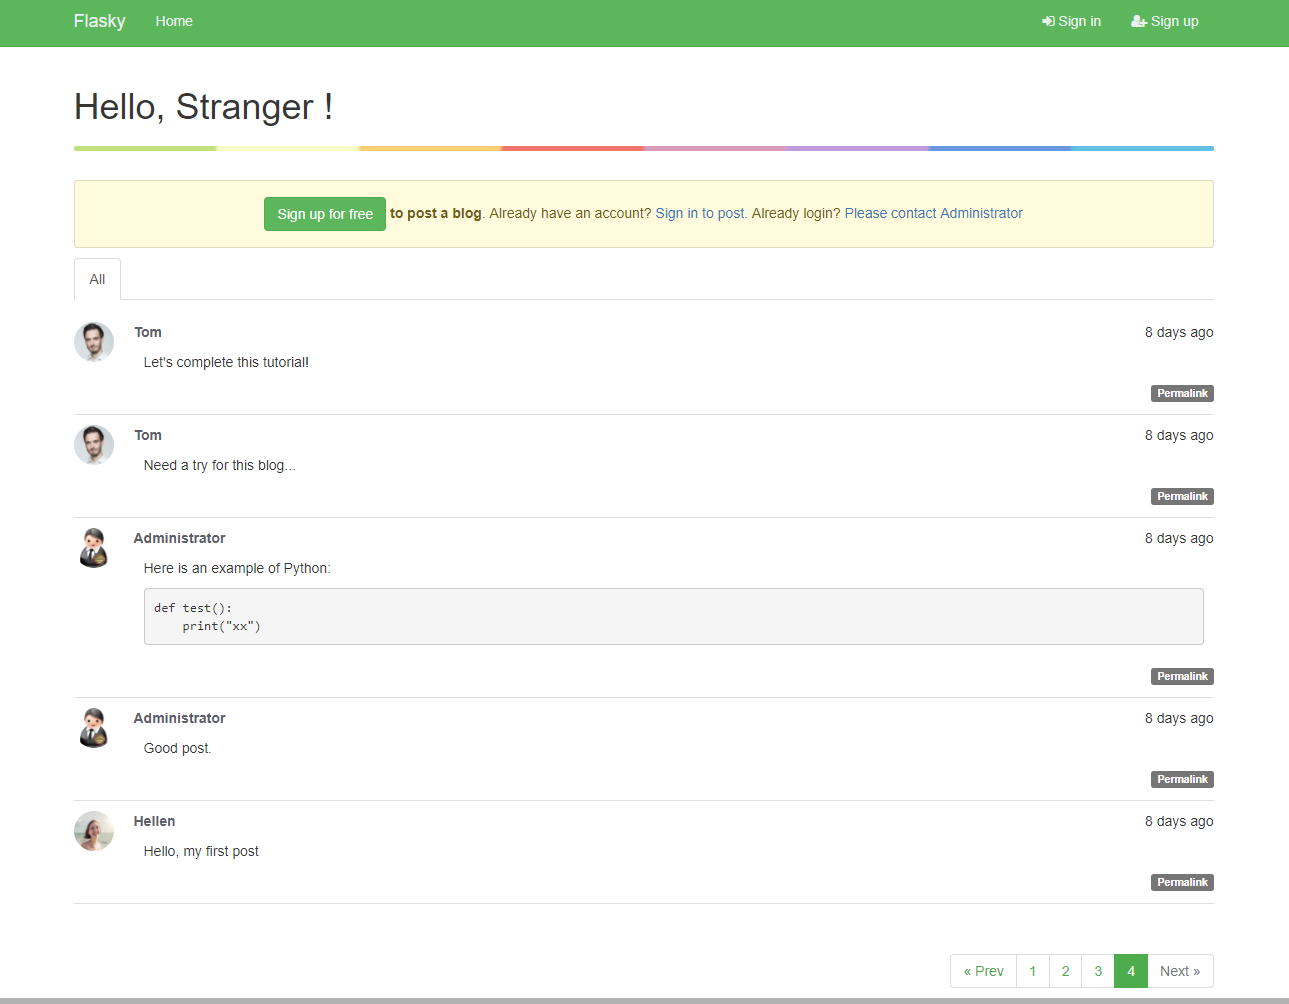 Flasky Home Sign in Sign up
Hello, Stranger !
Sign up for free to post a blog. Already have an account? Sign in to post. Already login? Please contact Administrator
All
Tom 8 days ago
Let's complete this tutorial!
Permalink
Tom 8 days ago
Need a try for this blog...
Permalink
Administrator 8 days ago
Here is an example of Python:
def test():
    print("xx")
Permalink
Administrator 8 days ago
Good post.
Permalink
Hellen 8 days ago
Hello, my first post
Permalink
« Prev 1 2 3 4 Next »